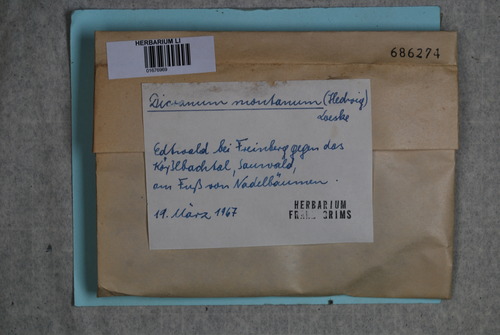 HERBARIUM LI
01670969
686274
Dicranum montanum (Hedwig)
Loeske
Edtwald bei Freinberg gegen das
Kößlbachtal, Sauwald,
am Fuß von Nadelbäumen.
19. März 1967
HERBARIUM
FRANZ GRIMS